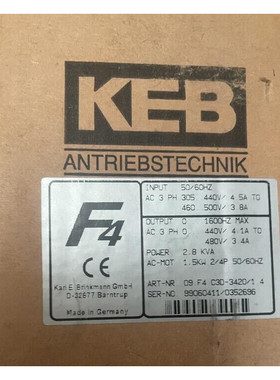 KEB
ANTRIEBSTECHNIK
F4
CE
Karl E. Brinkmann GmbH
D-32677 Barntrup
Made in Germany
INPUT 50/60HZ
AC 3 PH 305 440V/ 4.5A TO
460 500V/ 3.8A
OUTPUT 0 1600HZ MAX
AC 3 PH 0 440V/ 4.1A TO
480V/ 3.4A
POWER 2.8 KVA
AC-MOT 1.5KW 2/4P 50/60HZ
ART-NR 09 F4 C3D-3420/1 4
SER-NO 99060411/0352696